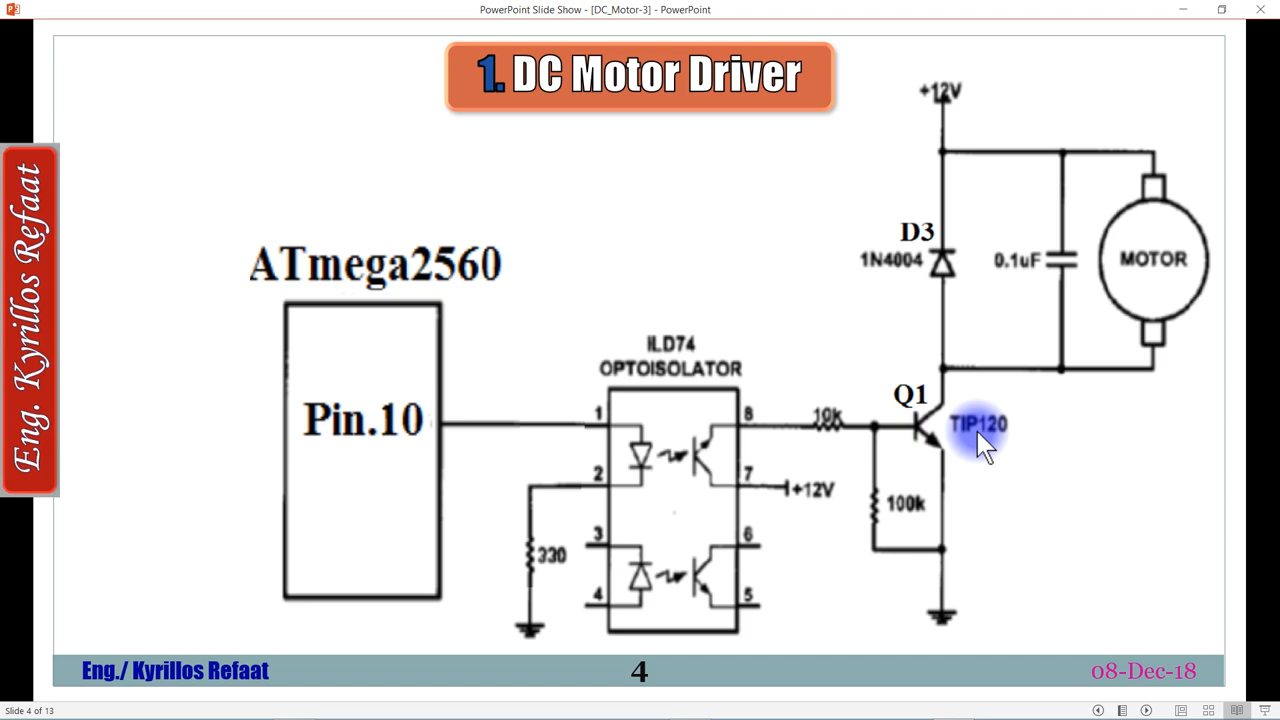 PowerPoint Slide Show - [DC_Motor-3] - PowerPoint
1. DC Motor Driver
Eng. Kyrillos Refaat
+12V
D3
1N4004
0.1uF
MOTOR
ATmega2560
Pin.10
ILD74
OPTOISOLATOR
1
2
3
4
8
7
6
5
330
10k
+12V
Q1
TIP120
100k
Eng./ Kyrillos Refaat
4
08-Dec-18
Slide 4 of 13